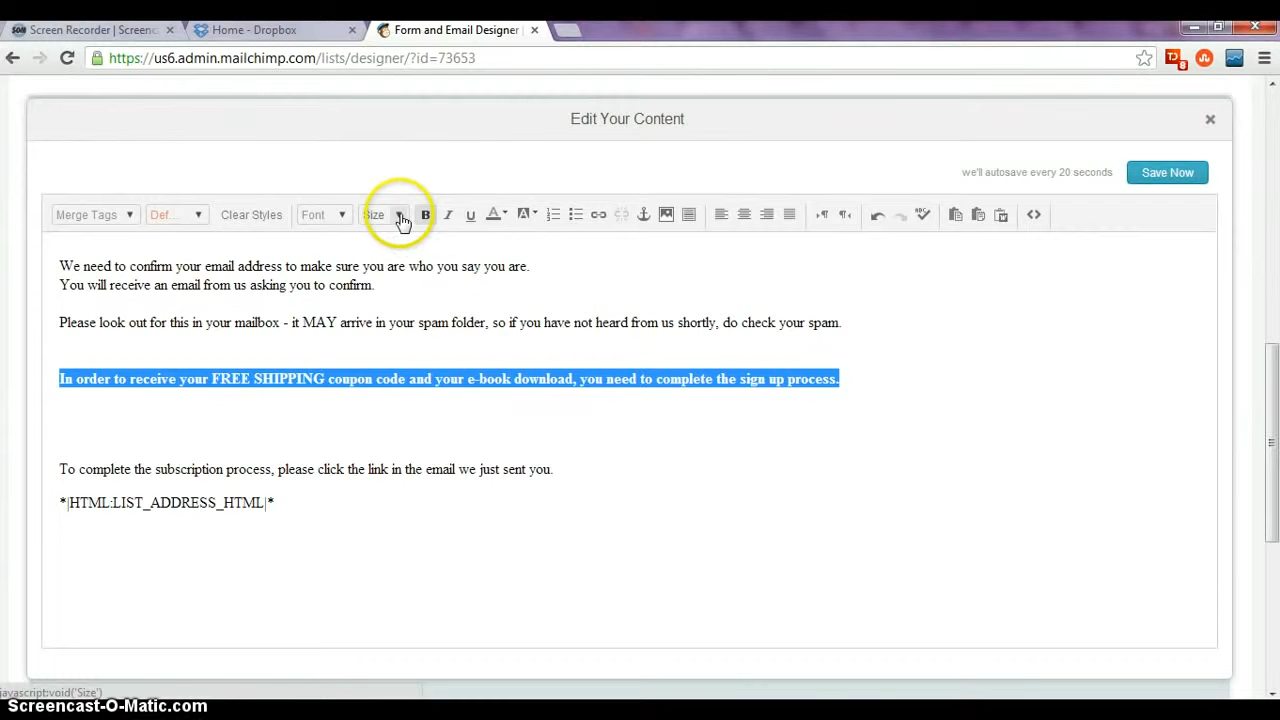 Screen Recorder | Screenc
Home - Dropbox
Form and Email Designer
https://us6.admin.mailchimp.com/lists/designer/?id=73653
8
Edit Your Content
we'll autosave every 20 seconds
Save Now
Merge Tags Def... Clear Styles Font Size B I U A A
ABC
We need to confirm your email address to make sure you are who you say you are.
You will receive an email from us asking you to confirm.
Please look out for this in your mailbox - it MAY arrive in your spam folder, so if you have not heard from us shortly, do check your spam.
In order to receive your FREE SHIPPING coupon code and your e-book download, you need to complete the sign up process.
To complete the subscription process, please click the link in the email we just sent you.
*|HTML:LIST_ADDRESS_HTML|*
javascript:void('Size')
Screencast-O-Matic.com